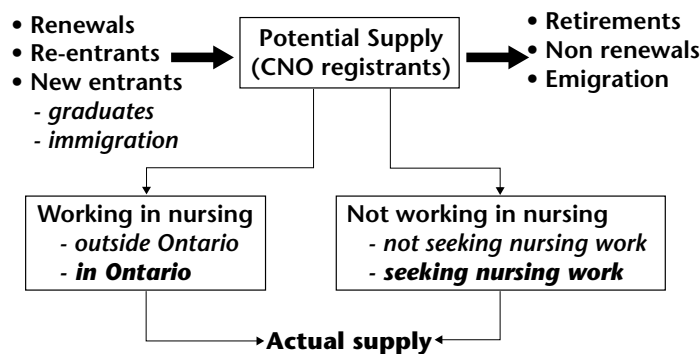 • Renewals
• Re-entrants
• New entrants
- graduates
- immigration
Potential Supply
(CNO registrants)
• Retirements
• Non renewals
• Emigration
Working in nursing
- outside Ontario
- in Ontario
Not working in nursing
- not seeking nursing work
- seeking nursing work
Actual supply